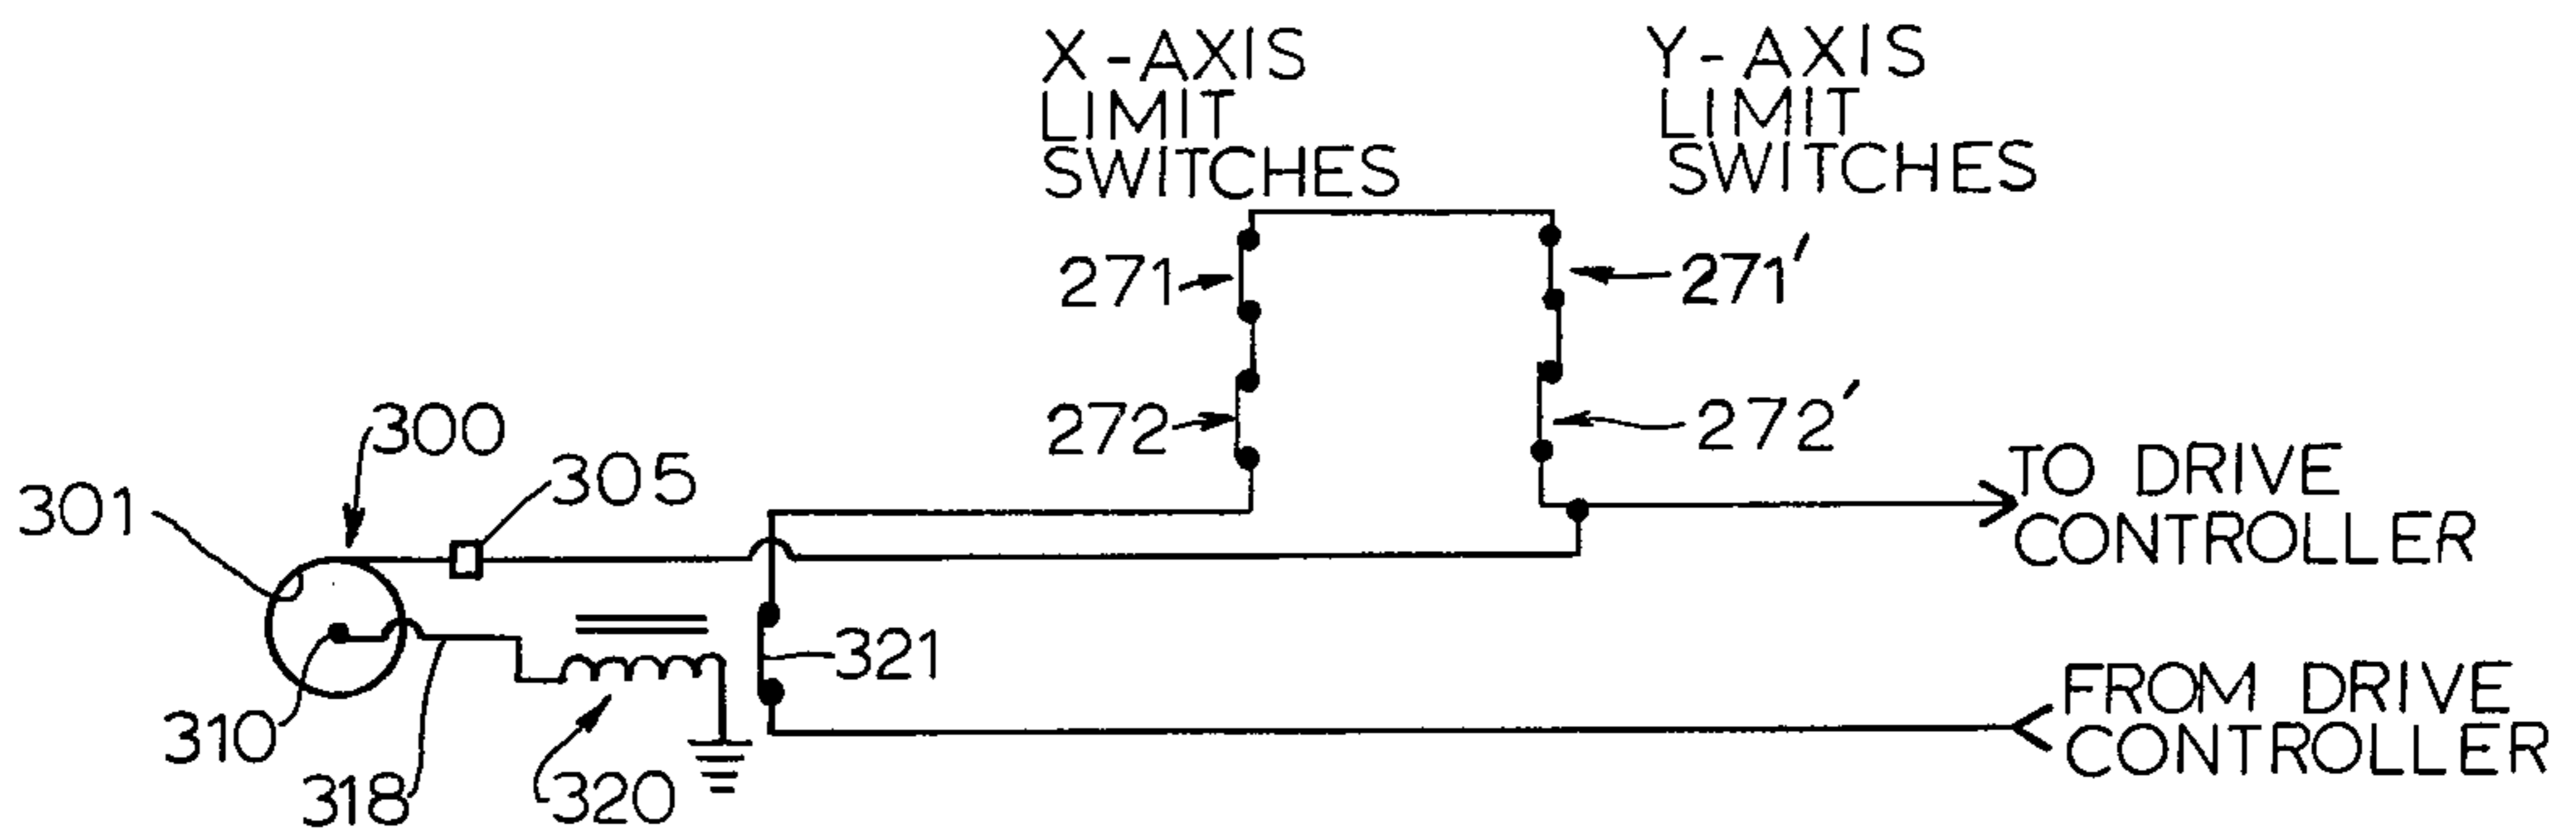 X-AXIS
LIMIT
SWITCHES
Y-AXIS
LIMIT
SWITCHES
271
271'
272
272'
300
305
301
TO DRIVE
CONTROLLER
321
310
318
320
FROM DRIVE
CONTROLLER